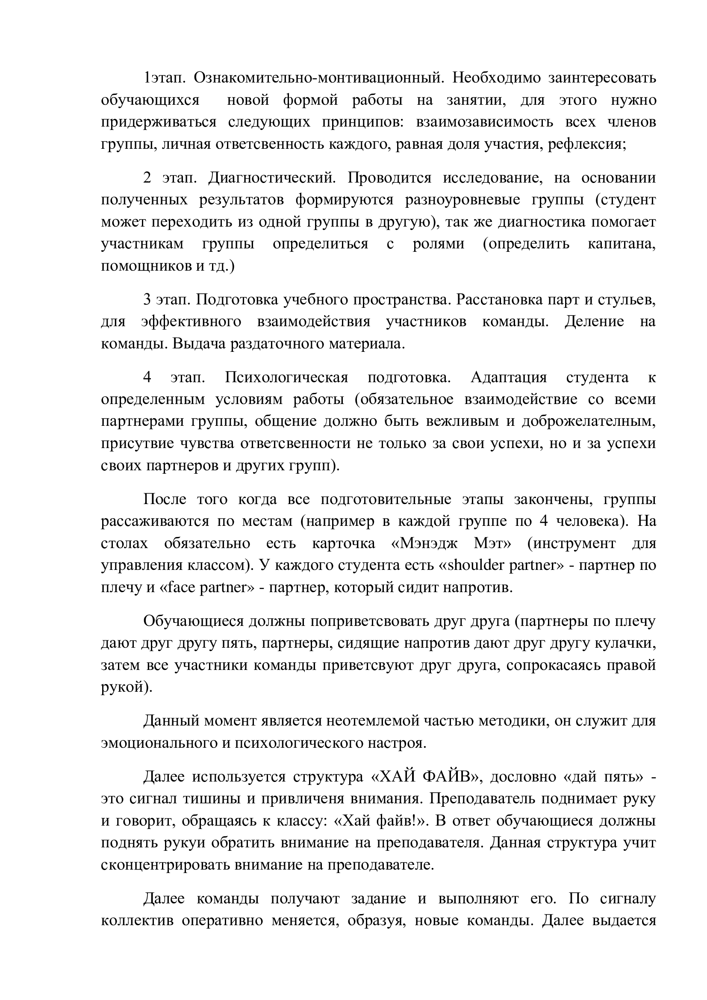 1этап. Ознакомительно-монтивационный. Необходимо заинтересовать
обучающихся новой формой работы на занятии, для этого нужно
придерживаться следующих принципов: взаимозависимость всех членов
группы, личная ответсвенность каждого, равная доля участия, рефлексия;
2 этап. Диагностический. Проводится исследование, на основании
полученных результатов формируются разноуровневые группы (студент
может переходить из одной группы в другую), так же диагностика помогает
участникам группы определиться с ролями (определить капитана,
помощников и тд.)
3 этап. Подготовка учебного пространства. Расстановка парт и стульев,
для эффективного взаимодействия участников команды. Деление на
команды. Выдача раздаточного материала.
4 этап. Психологическая подготовка. Адаптация студента к
определенным условиям работы (обязательное взаимодействие со всеми
партнерами группы, общение должно быть вежливым и доброжелателным,
присутвие чувства ответсвенности не только за свои успехи, но и за успехи
своих партнеров и других групп).
После того когда все подготовительные этапы закончены, группы
рассаживаются по местам (например в каждой группе по 4 человека). На
столах обязательно есть карточка «Мэнэдж Мэт» (инструмент для
управления классом). У каждого студента есть «shoulder partner» - партнер по
плечу и «face partner» - партнер, который сидит напротив.
Обучающиеся должны поприветсвовать друг друга (партнеры по плечу
дают друг другу пять, партнеры, сидящие напротив дают друг другу кулачки,
затем все участники команды приветсвуют друг друга, сопрокасаясь правой
рукой).
Данный момент является неотемлемой частью методики, он служит для
эмоционального и психологического настроя.
Далее используется структура «ХАЙ ФАЙВ», дословно «дай пять» -
это сигнал тишины и привличеня внимания. Преподаватель поднимает руку
и говорит, обращаясь к классу: «Хай файв!». В ответ обучающиеся должны
поднять рукуи обратить внимание на преподавателя. Данная структура учит
сконцентрировать внимание на преподавателе.
Далее команды получают задание и выполняют его. По сигналу
коллектив оперативно меняется, образуя, новые команды. Далее выдается